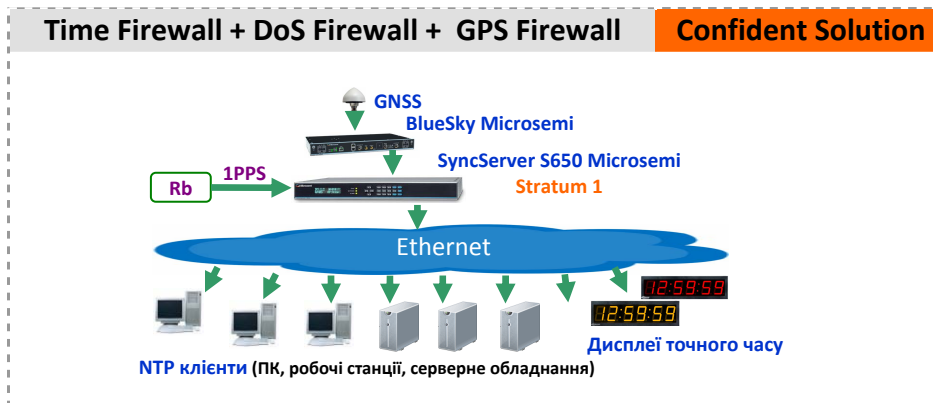 Time Firewall + DoS Firewall + GPS Firewall
Confident Solution
GNSS
BlueSky Microsemi
SyncServer S650 Microsemi
1PPS
Rb
Stratum 1
Ethernet
12:59:59
12:59:59
Дисплеї точного часу
NTP клієнти (ПК, робочі станції, серверне обладнання)